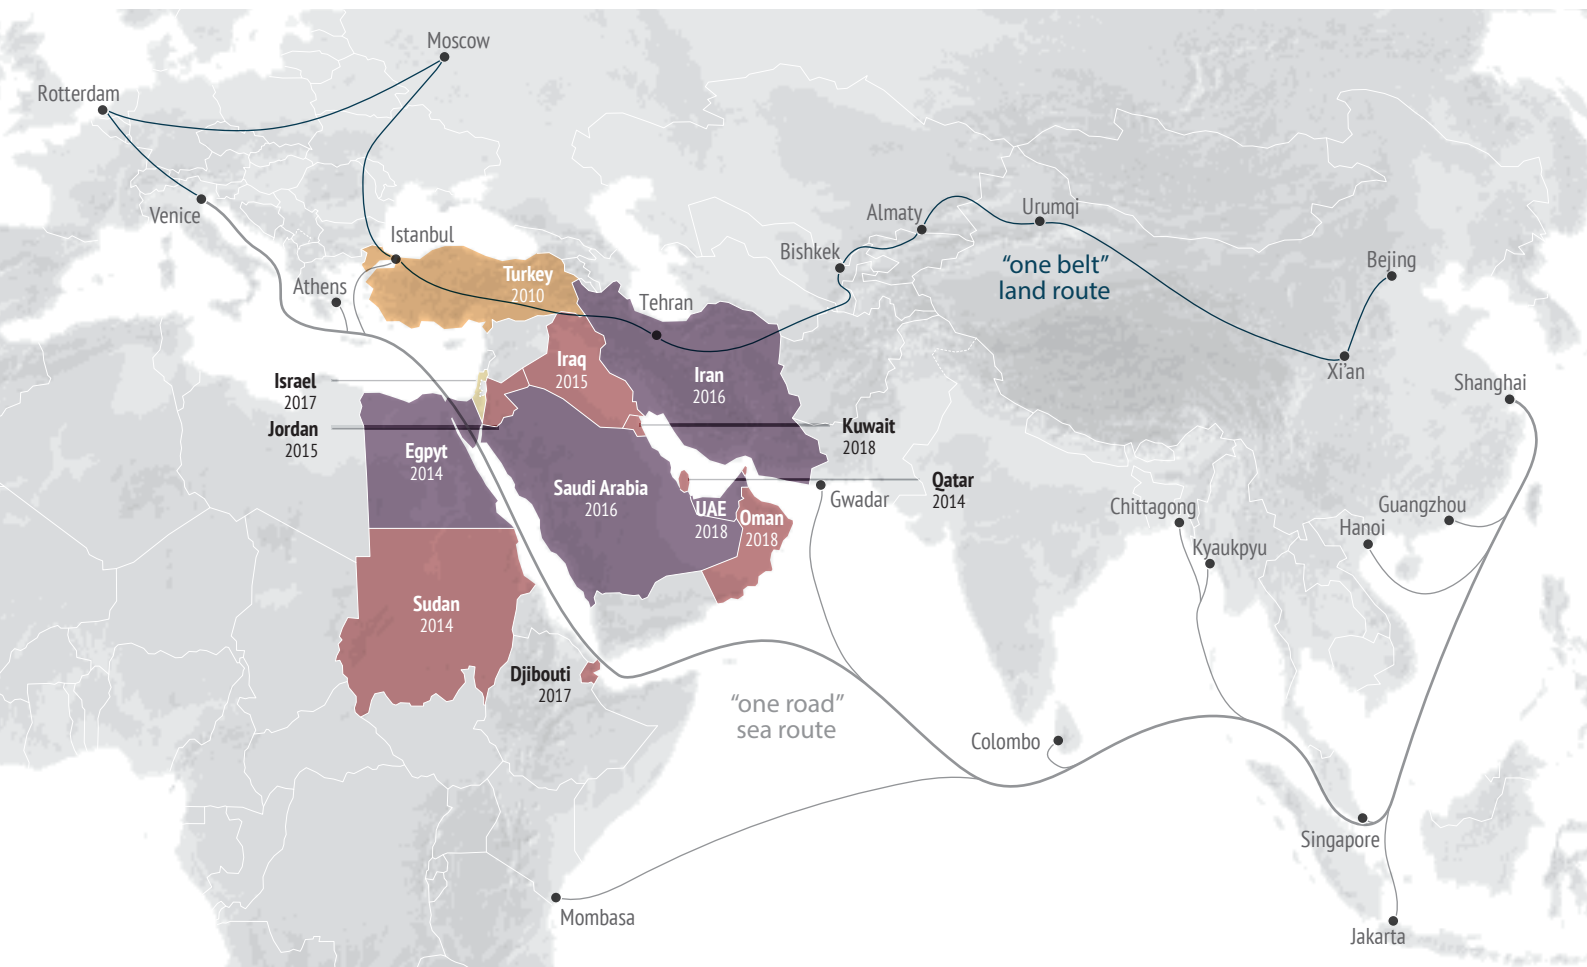 Moscow
Rotterdam
Venice
Istanbul
Athens
Turkey
2010
Tehran
Bishkek
Almaty
Urumqi
"one belt"
land route
Bejing
Xi'an
Shanghai
Israel
2017
Jordan
2015
Iraq
2015
Iran
2016
Kuwait
2018
Egpyt
2014
Saudi Arabia
2016
UAE
2018
Oman
2018
Qatar
2014
Gwadar
Chittagong
Kyaukpyu
Hanoi
Guangzhou
Sudan
2014
Djibouti
2017
"one road"
sea route
Colombo
Singapore
Mombasa
Jakarta